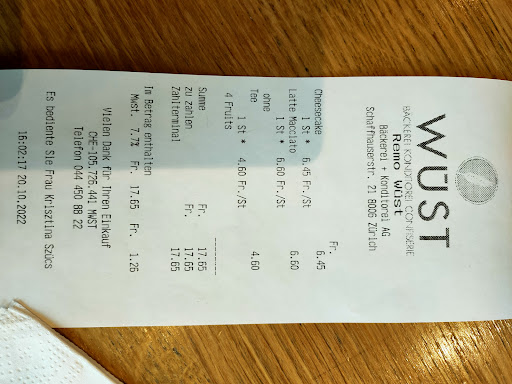 WÜST
BÄCKEREI KONDITOREI CONFISERIE
Remo Wüst
Bäckerei + Konditorei AG
Schaffhauserstr. 21 8006 Zürich
Fr.
Cheesecake
1 St * 6.45 Fr./St 6.45
Latte Macciato
1 St * 6.60 Fr./St 6.60
ohne
Tee
1 St * 4.60 Fr./St 4.60
4 Fruits
Summe Fr. 17.65
zu zahlen Fr. 17.65
Zahlterminal 17.65
Im Betrag enthalten
Mwst. 7.7% Fr. 17.65 Fr. 1.26
Vielen Dank für Ihren Einkauf
CHE-105.726.441 MWST
Telefon 044 450 88 22
Es bediente Sie Frau Krisztina Szücs
16:02:17 20.10.2022